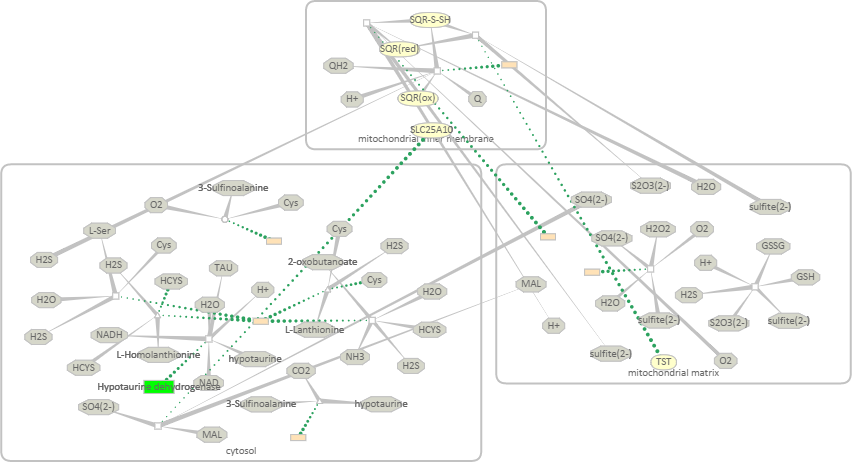 SQR-S-SH
SQR(red)
QH2
H+
SQR(ox)
Q
SLC25A10
mitochondrial inner membrane
3-Sulfinoalanine
O2
Cys
L-Ser
Cys
Cys
H2S
H2S
H2S
2-oxobutanoate
HCYS
TAU
Cys
H2O
H2O
H+
H2O
H2S
NADH
L-Lanthionine
HCYS
L-Homolanthionine
hypotaurine
NH3
H2S
HCYS
CO2
Hypotaurine dehydrogenase
NAD
SO4(2-)
3-Sulfinoalanine
hypotaurine
MAL
cytosol
S2O3(2-)
H2O
SO4(2-)
sulfite(2-)
SO4(2-)
H2O2
O2
GSSG
H+
GSH
MAL
H2S
H2O
sulfite(2-)
S2O3(2-)
sulfite(2-)
H+
sulfite(2-)
TST
O2
mitochondrial matrix